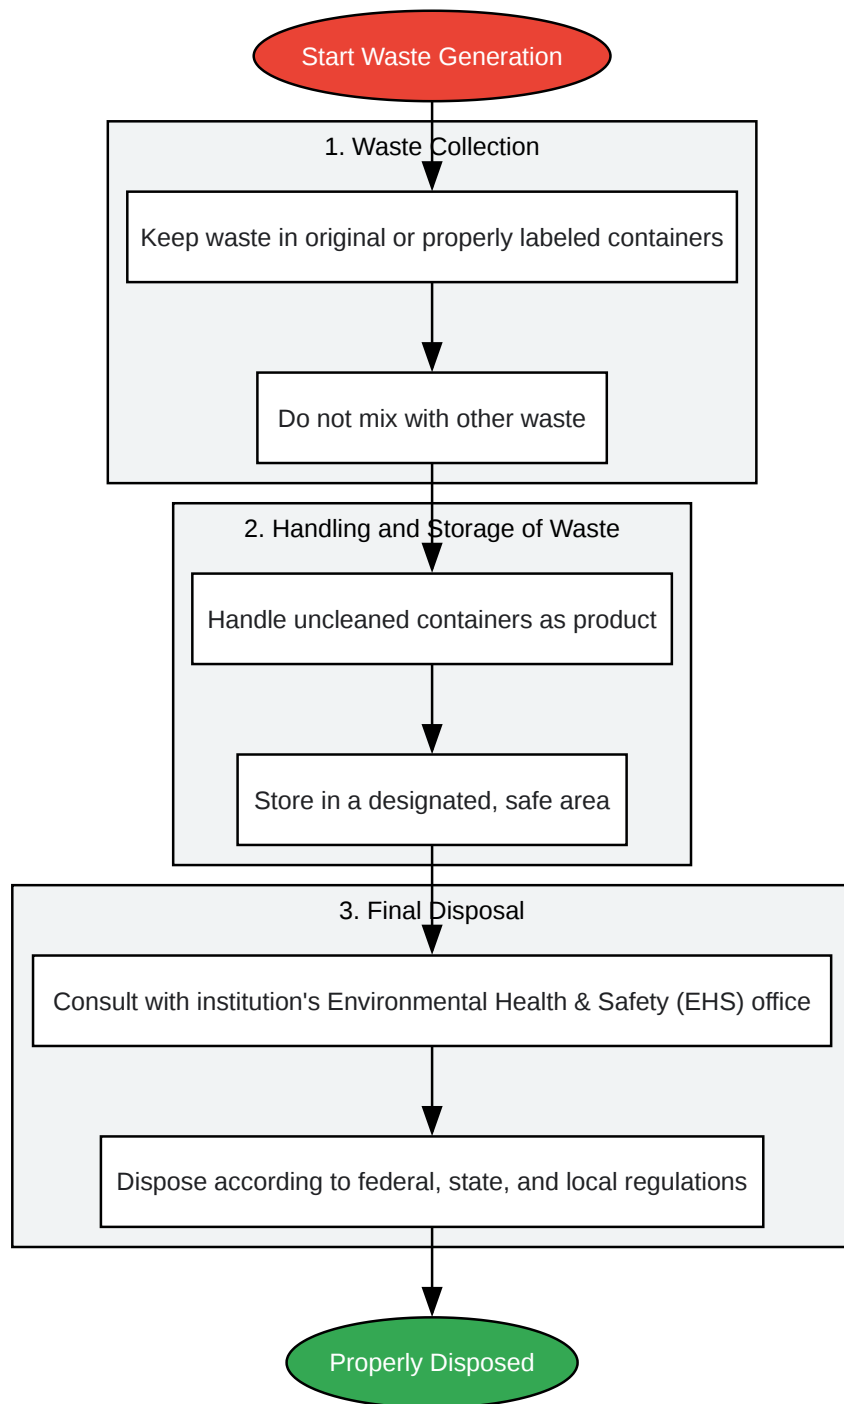 Start Waste Generation
1. Waste Collection
Keep waste in original or properly labeled containers
Do not mix with other waste
2. Handling and Storage of Waste
Handle uncleaned containers as product
Store in a designated, safe area
3. Final Disposal
Consult with institution's Environmental Health & Safety (EHS) office
Dispose according to federal, state, and local regulations
Properly Disposed